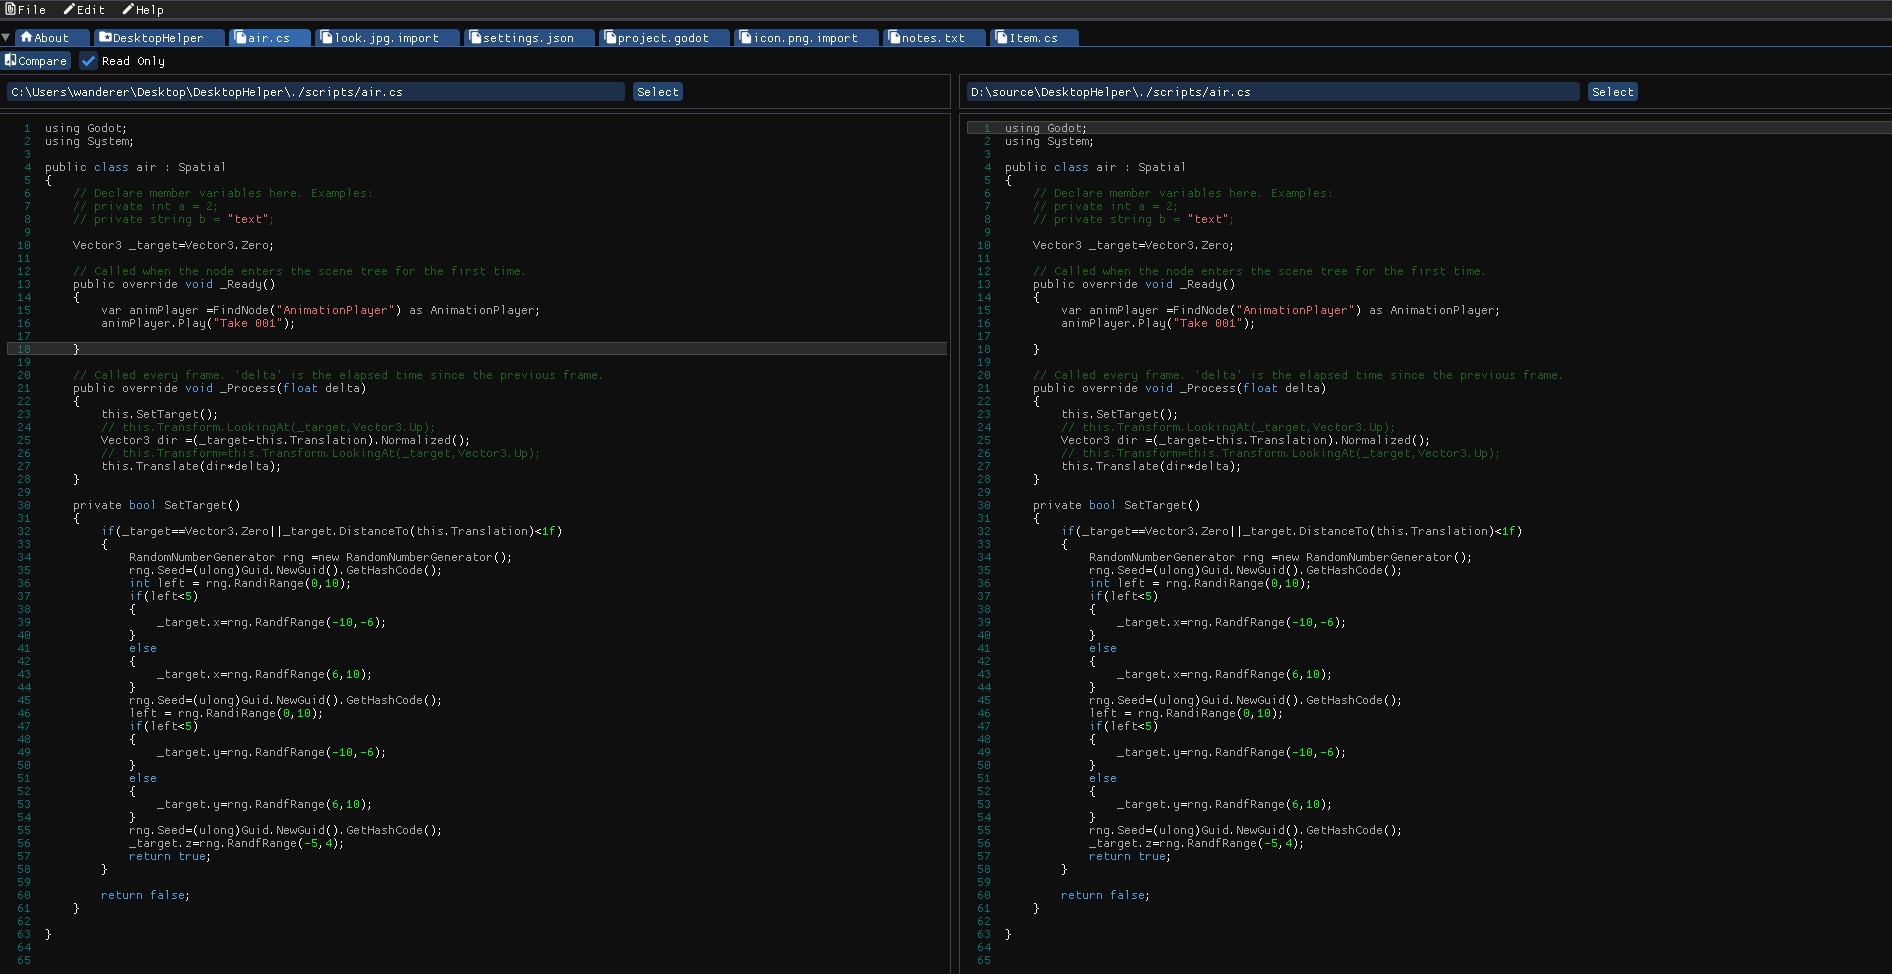 File Edit Help
About DesktopHelper air.cs look.jpg.import settings.json project.godot icon.png.import notes.txt Item.cs
Compare Read Only
C:\Users\wanderer\Desktop\DesktopHelper\./scripts/air.cs Select
1 using Godot;
2 using System;
3
4 public class air : Spatial
5 {
6 // Declare member variables here. Examples:
7 // private int a = 2;
8 // private string b = "text";
9
10 Vector3 _target=Vector3.Zero;
11
12 // Called when the node enters the scene tree for the first time.
13 public override void _Ready()
14 {
15 var animPlayer =FindNode("AnimationPlayer") as AnimationPlayer;
16 animPlayer.Play("Take 001");
17
18 }
19
20 // Called every frame. 'delta' is the elapsed time since the previous frame.
21 public override void _Process(float delta)
22 {
23 this.SetTarget();
24 // this.Transform.LookingAt(_target,Vector3.Up);
25 Vector3 dir =(_target-this.Translation).Normalized();
26 // this.Transform=this.Transform.LookingAt(_target,Vector3.Up);
27 this.Translate(dir*delta);
28 }
29
30 private bool SetTarget()
31 {
32 if(_target==Vector3.Zero||_target.DistanceTo(this.Translation)<1f)
33 {
34 RandomNumberGenerator rng =new RandomNumberGenerator();
35 rng.Seed=(ulong)Guid.NewGuid().GetHashCode();
36 int left = rng.RandiRange(0,10);
37 if(left<5)
38 {
39 _target.x=rng.RandfRange(-10,-6);
40 }
41 else
42 {
43 _target.x=rng.RandfRange(6,10);
44 }
45 rng.Seed=(ulong)Guid.NewGuid().GetHashCode();
46 left = rng.RandiRange(0,10);
47 if(left<5)
48 {
49 _target.y=rng.RandfRange(-10,-6);
50 }
51 else
52 {
53 _target.y=rng.RandfRange(6,10);
54 }
55 rng.Seed=(ulong)Guid.NewGuid().GetHashCode();
56 _target.z=rng.RandfRange(-5,4);
57 return true;
58 }
59
60 return false;
61 }
62
63 }
64
65
D:\source\DesktopHelper\./scripts/air.cs Select
1 using Godot;
2 using System;
3
4 public class air : Spatial
5 {
6 // Declare member variables here. Examples:
7 // private int a = 2;
8 // private string b = "text";
9
10 Vector3 _target=Vector3.Zero;
11
12 // Called when the node enters the scene tree for the first time.
13 public override void _Ready()
14 {
15 var animPlayer =FindNode("AnimationPlayer") as AnimationPlayer;
16 animPlayer.Play("Take 001");
17
18 }
19
20 // Called every frame. 'delta' is the elapsed time since the previous frame.
21 public override void _Process(float delta)
22 {
23 this.SetTarget();
24 // this.Transform.LookingAt(_target,Vector3.Up);
25 Vector3 dir =(_target-this.Translation).Normalized();
26 // this.Transform=this.Transform.LookingAt(_target,Vector3.Up);
27 this.Translate(dir*delta);
28 }
29
30 private bool SetTarget()
31 {
32 if(_target==Vector3.Zero||_target.DistanceTo(this.Translation)<1f)
33 {
34 RandomNumberGenerator rng =new RandomNumberGenerator();
35 rng.Seed=(ulong)Guid.NewGuid().GetHashCode();
36 int left = rng.RandiRange(0,10);
37 if(left<5)
38 {
39 _target.x=rng.RandfRange(-10,-6);
40 }
41 else
42 {
43 _target.x=rng.RandfRange(6,10);
44 }
45 rng.Seed=(ulong)Guid.NewGuid().GetHashCode();
46 left = rng.RandiRange(0,10);
47 if(left<5)
48 {
49 _target.y=rng.RandfRange(-10,-6);
50 }
51 else
52 {
53 _target.y=rng.RandfRange(6,10);
54 }
55 rng.Seed=(ulong)Guid.NewGuid().GetHashCode();
56 _target.z=rng.RandfRange(-5,4);
57 return true;
58 }
59
60 return false;
61 }
62
63 }
64
65